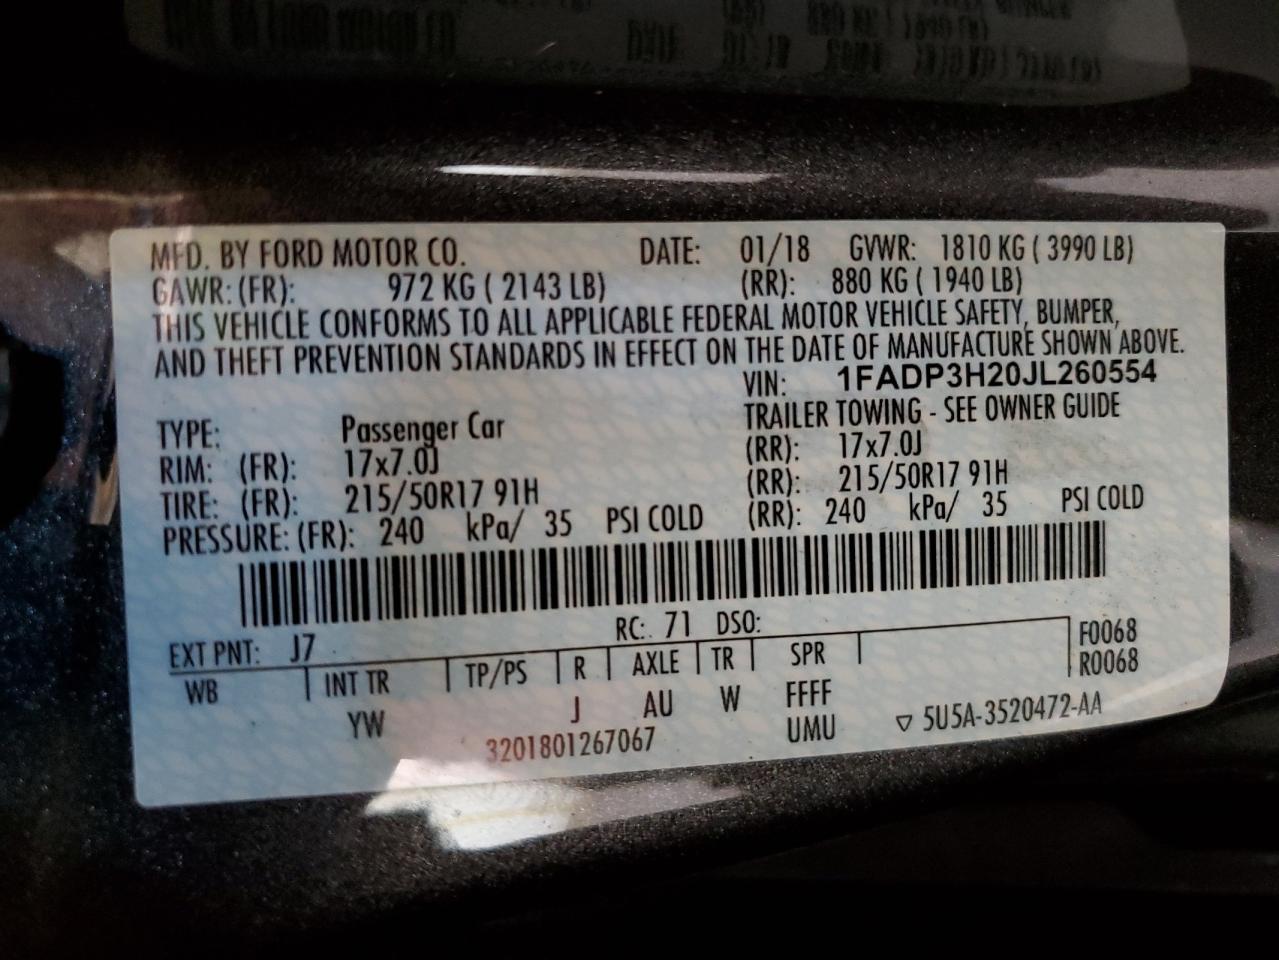 MFD. BY FORD MOTOR CO. DATE: 01/18 GVWR: 1810 KG ( 3990 LB)
GAWR: (FR): 972 KG ( 2143 LB) (RR): 880 KG ( 1940 LB)
THIS VEHICLE CONFORMS TO ALL APPLICABLE FEDERAL MOTOR VEHICLE SAFETY, BUMPER,
AND THEFT PREVENTION STANDARDS IN EFFECT ON THE DATE OF MANUFACTURE SHOWN ABOVE.
VIN: 1FADP3H20JL260554
TYPE: Passenger Car TRAILER TOWING - SEE OWNER GUIDE
RIM: (FR): 17x7.0J (RR): 17x7.0J
TIRE: (FR): 215/50R17 91H (RR): 215/50R17 91H
PRESSURE: (FR): 240 kPa/ 35 PSI COLD (RR): 240 kPa/ 35 PSI COLD
EXT PNT: J7 RC: 71 DSO: F0068
WB INT TR TP/PS R AXLE TR SPR R0068
YW J AU W FFFF
3201801267067 UMU ▽ 5U5A-3520472-AA